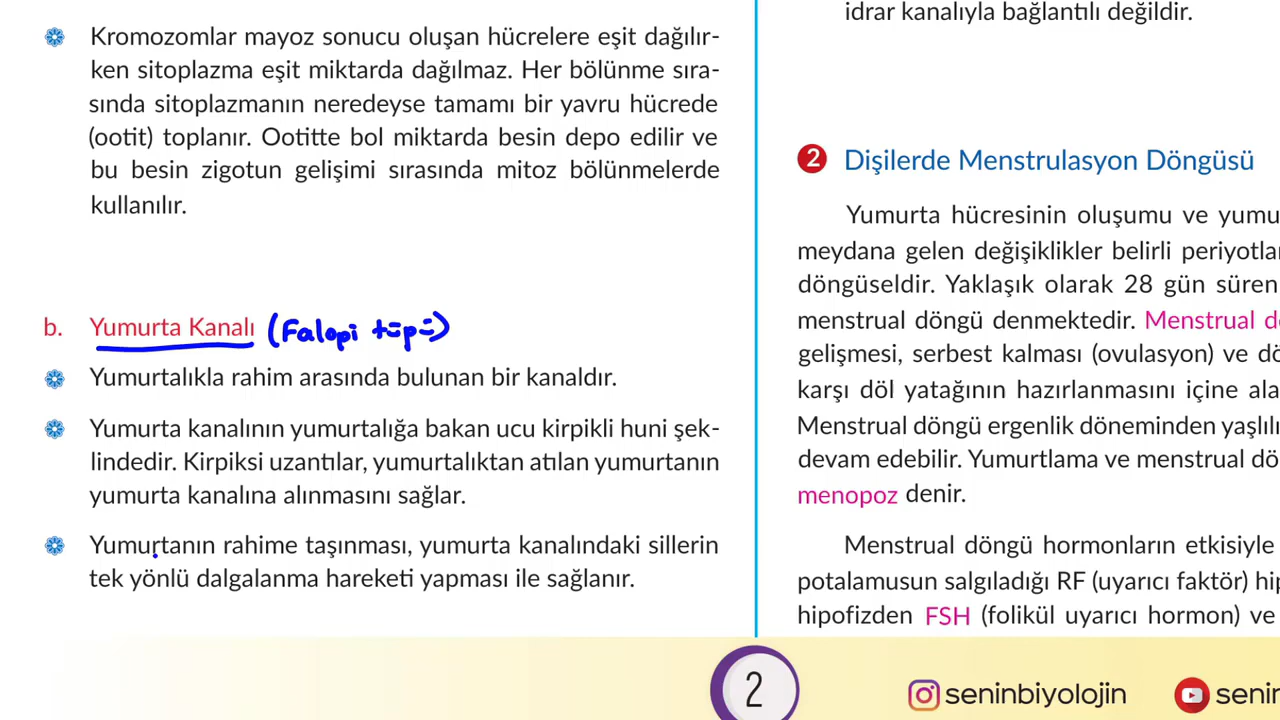 Kromozomlar mayoz sonucu oluşan hücrelere eşit dağılır-
ken sitoplazma eşit miktarda dağılmaz. Her bölünme sıra-
sında sitoplazmanın neredeyse tamamı bir yavru hücrede
(ootit) toplanır. Ootitte bol miktarda besin depo edilir ve
bu besin zigotun gelişimi sırasında mitoz bölünmelerde
kullanılır.
b. Yumurta Kanalı (Falopi tüpü)
Yumurtalıkla rahim arasında bulunan bir kanaldır.
Yumurta kanalının yumurtalığa bakan ucu kirpikli huni şek-
lindedir. Kirpiksi uzantılar, yumurtalıktan atılan yumurtanın
yumurta kanalına alınmasını sağlar.
Yumurtanın rahime taşınması, yumurta kanalındaki sillerin
tek yönlü dalgalanma hareketi yapması ile sağlanır.
idrar kanalıyla bağlantılı değildir.
2 Dişilerde Menstrulasyon Döngüsü
Yumurta hücresinin oluşumu ve yumu
meydana gelen değişiklikler belirli periyotla
döngüseldir. Yaklaşık olarak 28 gün süren
menstrual döngü denmektedir. Menstrual d
gelişmesi, serbest kalması (ovulasyon) ve dö
karşı döl yatağının hazırlanmasını içine ala
Menstrual döngü ergenlik döneminden yaşlılı
devam edebilir. Yumurtlama ve menstrual dö
menopoz denir.
Menstrual döngü hormonların etkisiyle
potalamusun salgıladığı RF (uyarıcı faktör) hip
hipofizden FSH (folikül uyarıcı hormon) ve
2
seninbiyolojin
senin